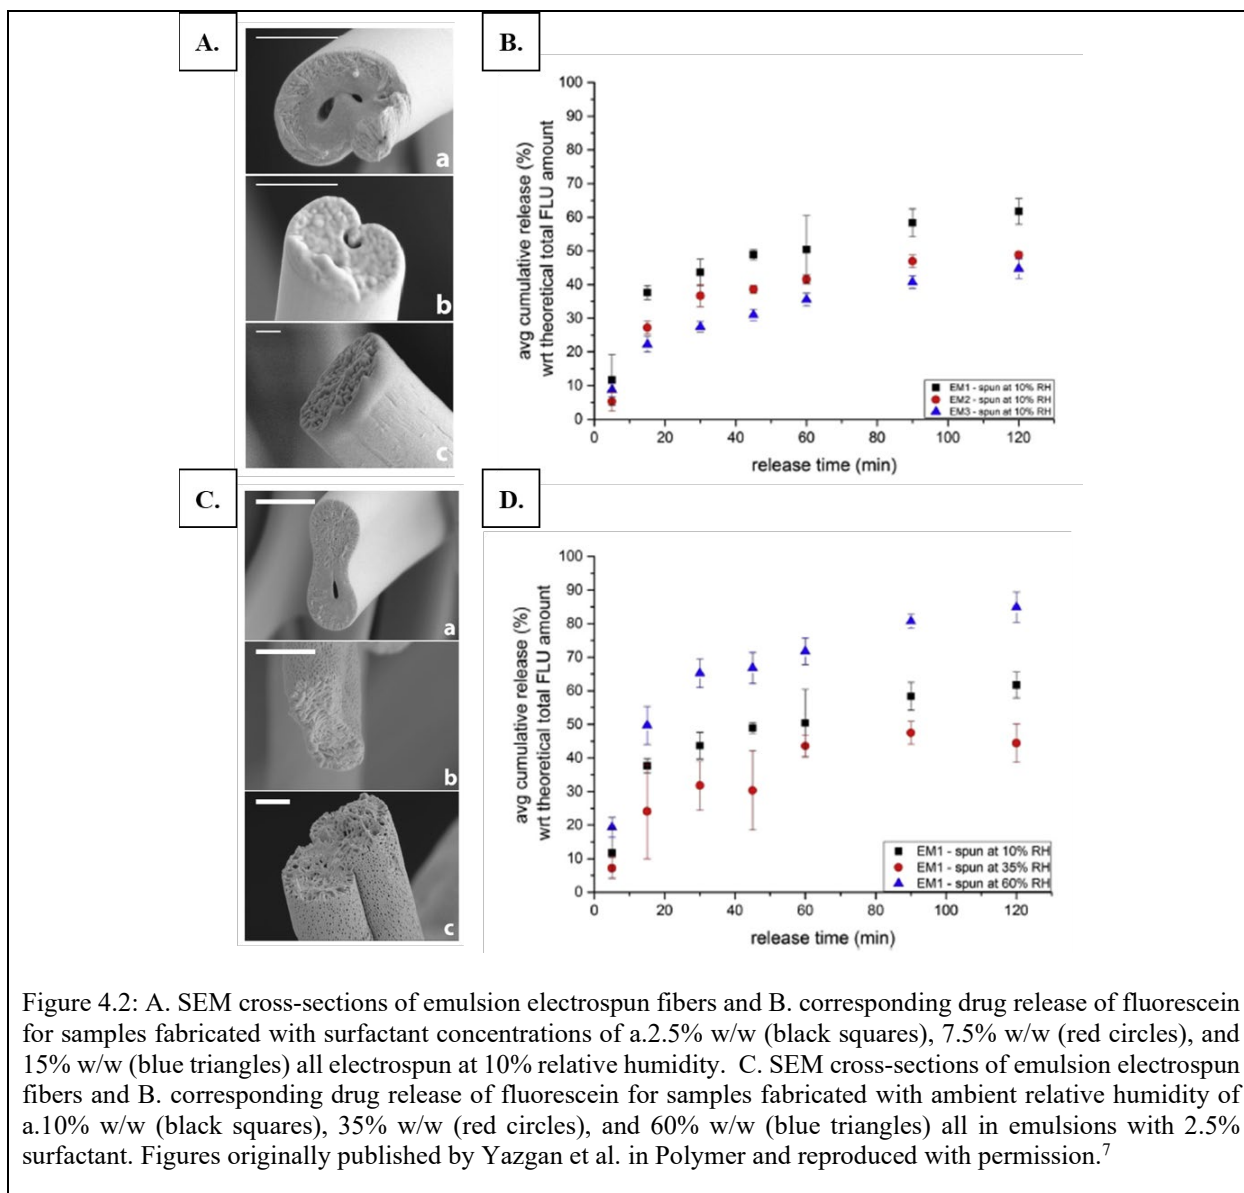 A.
a
b
c
B.
100
90
80
70
60
50
40
30
20
10
0
avg cumulative release (%)
wrt theoretical total FLU amount
0 20 40 60 80 100 120
release time (min)
EM1 - spun at 10% RH
EM2 - spun at 10% RH
EM3 - spun at 10% RH
C.
a
b
c
D.
100
90
80
70
60
50
40
30
20
10
0
avg cumulative release (%)
wrt theoretical total FLU amount
0 20 40 60 80 100 120
release time (min)
EM1 - spun at 10% RH
EM1 - spun at 35% RH
EM1 - spun at 60% RH
Figure 4.2: A. SEM cross-sections of emulsion electrospun fibers and B. corresponding drug release of fluorescein
for samples fabricated with surfactant concentrations of a.2.5% w/w (black squares), 7.5% w/w (red circles), and
15% w/w (blue triangles) all electrospun at 10% relative humidity. C. SEM cross-sections of emulsion electrospun
fibers and B. corresponding drug release of fluorescein for samples fabricated with ambient relative humidity of
a.10% w/w (black squares), 35% w/w (red circles), and 60% w/w (blue triangles) all in emulsions with 2.5%
surfactant. Figures originally published by Yazgan et al. in Polymer and reproduced with permission.⁷